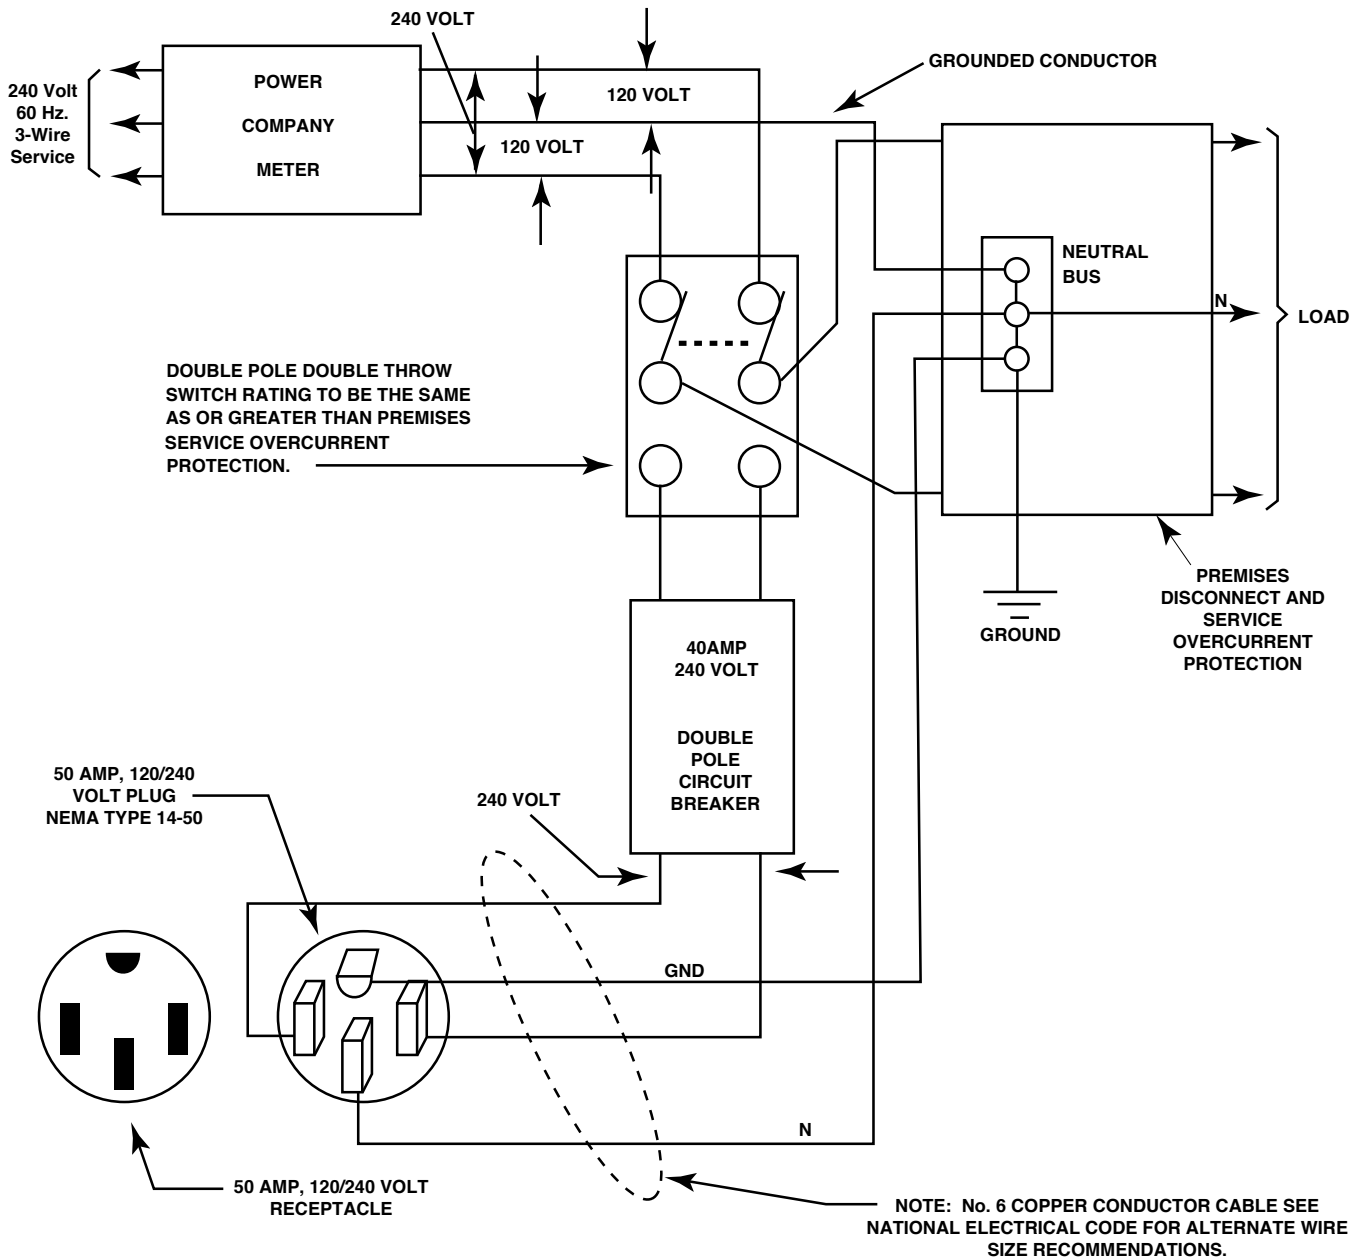 240 VOLT
GROUNDED CONDUCTOR
240 Volt
60 Hz.
3-Wire
Service
POWER
COMPANY
METER
120 VOLT
120 VOLT
NEUTRAL
BUS
N
LOAD
DOUBLE POLE DOUBLE THROW
SWITCH RATING TO BE THE SAME
AS OR GREATER THAN PREMISES
SERVICE OVERCURRENT
PROTECTION.
GROUND
PREMISES
DISCONNECT AND
SERVICE
OVERCURRENT
PROTECTION
40AMP
240 VOLT
DOUBLE
POLE
CIRCUIT
BREAKER
50 AMP, 120/240
VOLT PLUG
NEMA TYPE 14-50
240 VOLT
GND
N
50 AMP, 120/240 VOLT
RECEPTACLE
NOTE: No. 6 COPPER CONDUCTOR CABLE SEE
NATIONAL ELECTRICAL CODE FOR ALTERNATE WIRE
SIZE RECOMMENDATIONS.